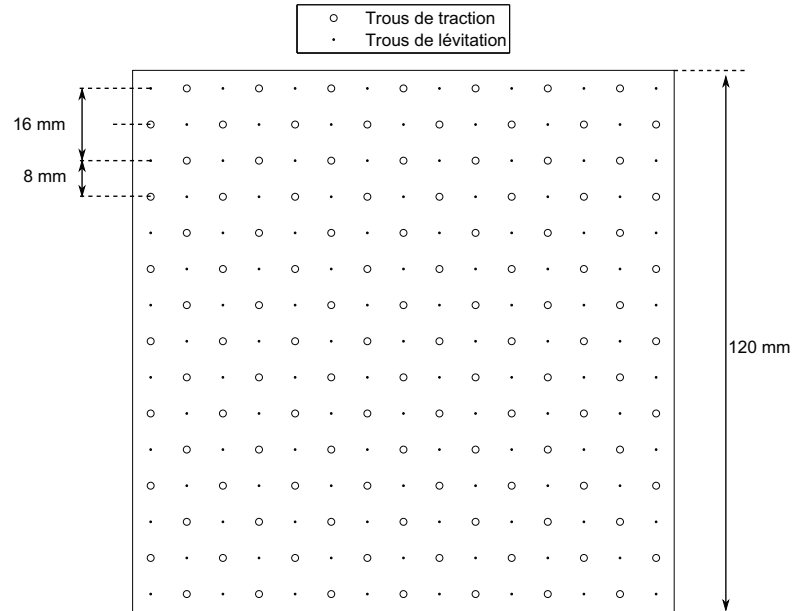 Trous de traction
Trous de lévitation
16 mm
8 mm
120 mm